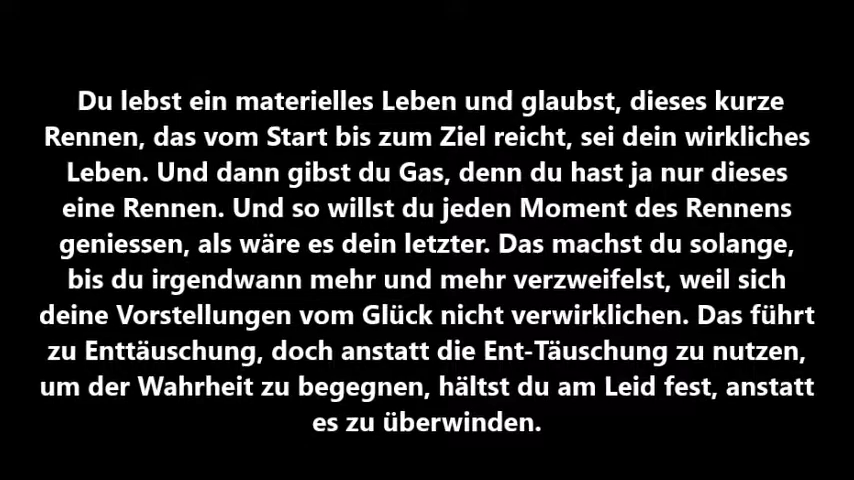 Du lebst ein materielles Leben und glaubst, dieses kurze
Rennen, das vom Start bis zum Ziel reicht, sei dein wirkliches
Leben. Und dann gibst du Gas, denn du hast ja nur dieses
eine Rennen. Und so willst du jeden Moment des Rennens
geniessen, als wäre es dein letzter. Das machst du solange,
bis du irgendwann mehr und mehr verzweifelst, weil sich
deine Vorstellungen vom Glück nicht verwirklichen. Das führt
zu Enttäuschung, doch anstatt die Ent-Täuschung zu nutzen,
um der Wahrheit zu begegnen, hältst du am Leid fest, anstatt
es zu überwinden.